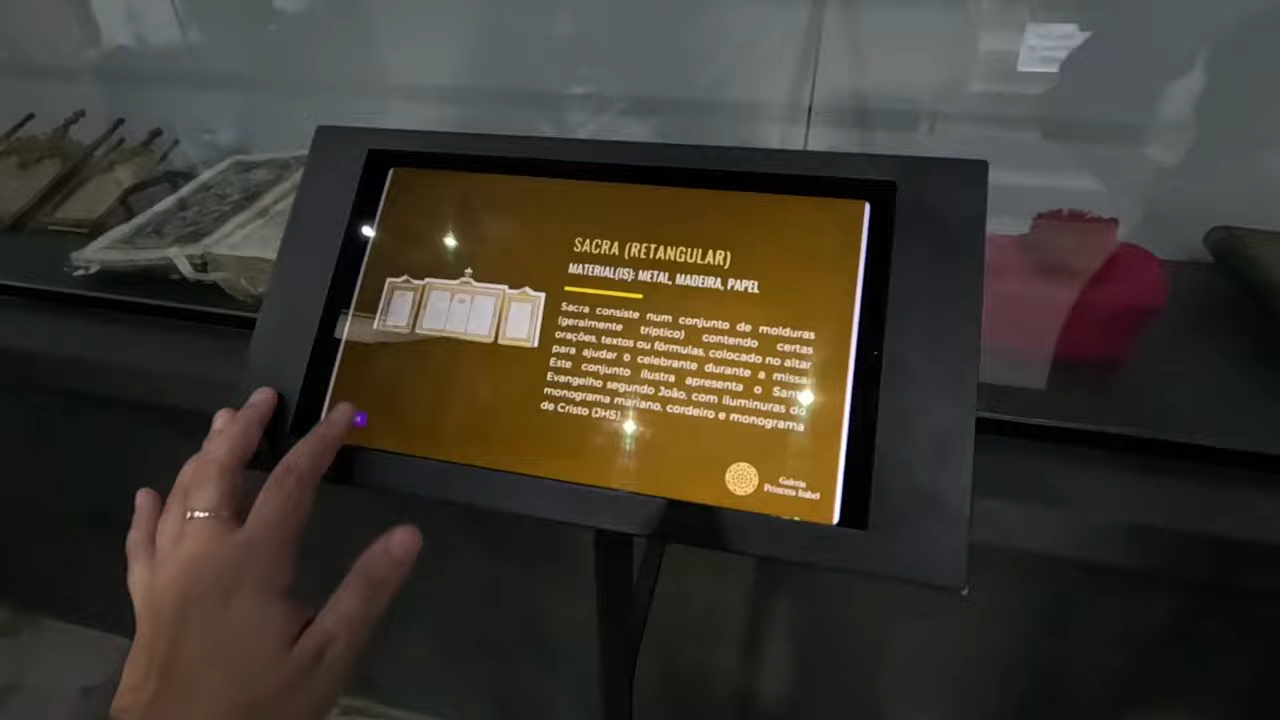 SACRA (RETANGULAR)
MATERIAL(IS): METAL, MADEIRA, PAPEL
Sacra consiste num conjunto de molduras
(geralmente tríptico) contendo certas
orações, textos ou fórmulas, colocado no altar
para ajudar o celebrante durante a missa.
Este conjunto ilustra apresenta o Santo
Evangelho segundo João, com iluminuras do
monograma mariano, cordeiro e monograma
de Cristo (JHS).
Galeria
Princesa Isabel